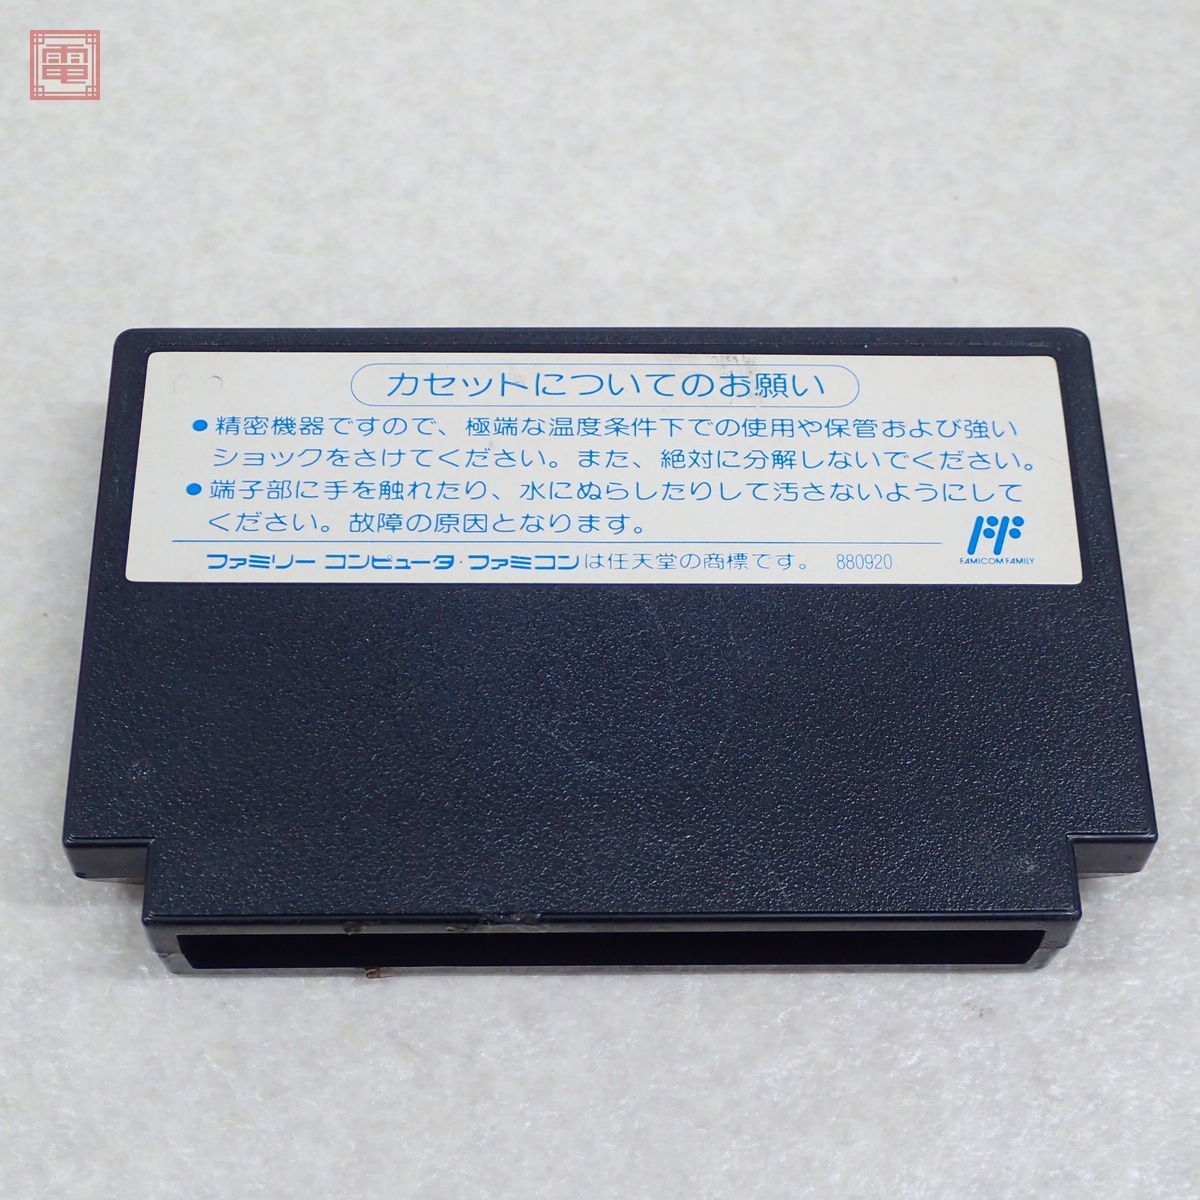 電
カセットについてのお願い
●精密機器ですので、極端な温度条件下での使用や保管および強い
ショックをさけてください。また、絶対に分解しないでください。
●端子部に手を触れたり、水にぬらしたりして汚さないようにして
ください。故障の原因となります。
FAMICOM FAMILY
ファミリー コンピュータ・ファミコンは任天堂の商標です。 880920